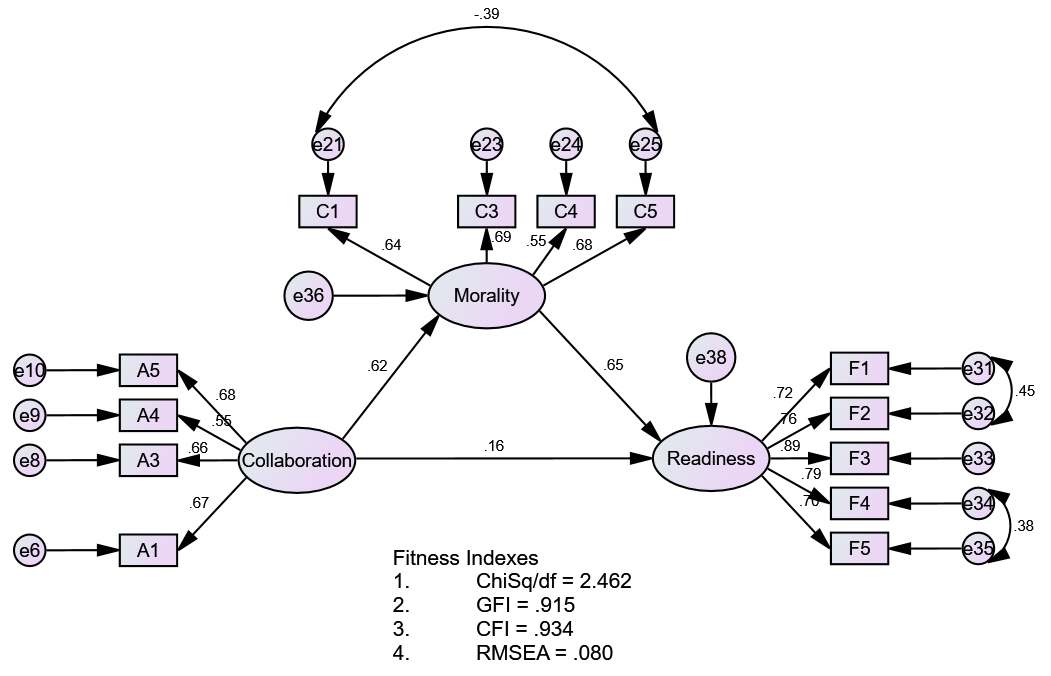 -.39
e21
e23
e24
e25
C1
C3
C4
C5
.64
.69
.55
.68
e36
Morality
.62
.65
e38
e10
A5
e9
A4
e8
A3
e6
A1
.68
.55
.66
.67
Collaboration
.16
Readiness
.72
.76
.89
.79
F1
e31
F2
e32
F3
e33
F4
e34
F5
e35
.45
.38
Fitness Indexes
1. ChiSq/df = 2.462
2. GFI = .915
3. CFI = .934
4. RMSEA = .080